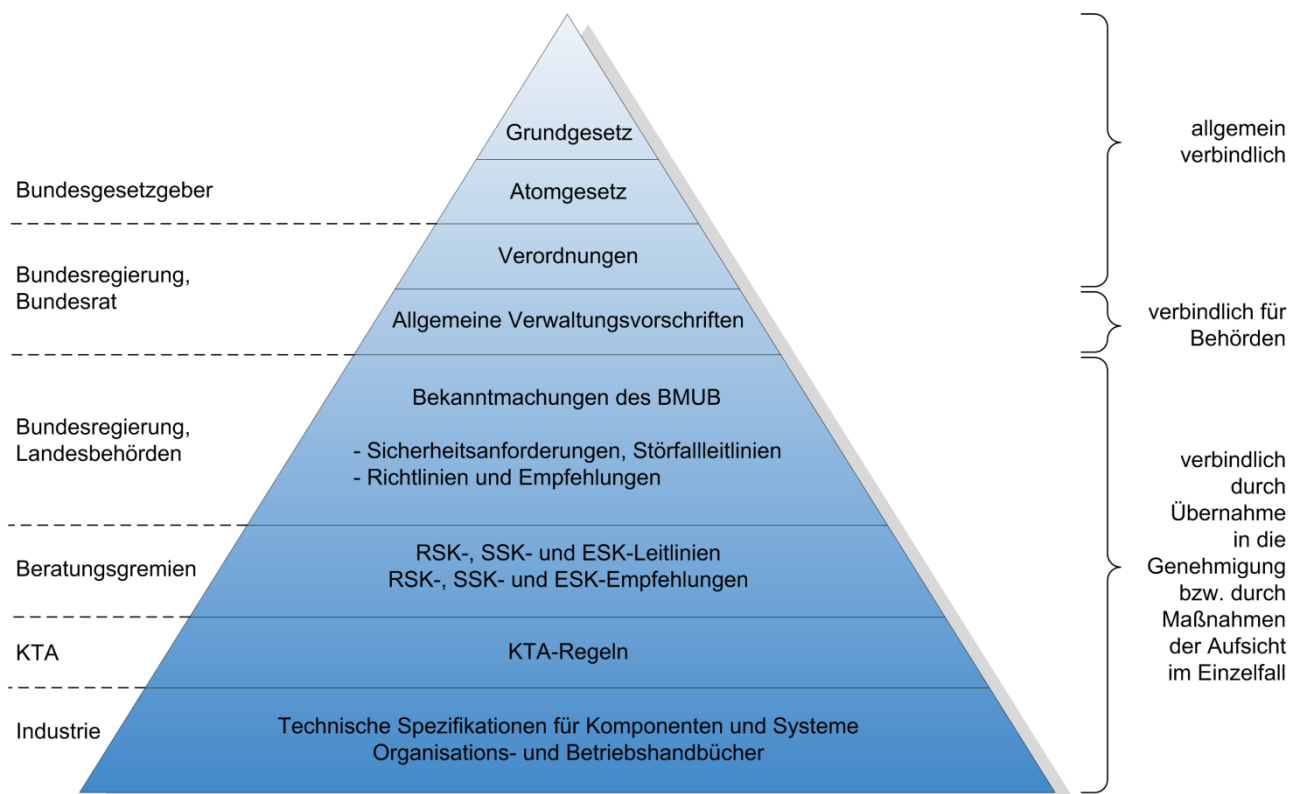 Grundgesetz
allgemein
verbindlich
Bundesgesetzgeber
Atomgesetz
Bundesregierung,
Bundesrat
Verordnungen
Allgemeine Verwaltungsvorschriften
verbindlich für
Behörden
Bundesregierung,
Landesbehörden
Bekanntmachungen des BMUB
- Sicherheitsanforderungen, Störfallleitlinien
- Richtlinien und Empfehlungen
verbindlich
durch
Übernahme
in die
Genehmigung
bzw. durch
Maßnahmen
der Aufsicht
im Einzelfall
Beratungsgremien
RSK-, SSK- und ESK-Leitlinien
RSK-, SSK- und ESK-Empfehlungen
KTA
KTA-Regeln
Industrie
Technische Spezifikationen für Komponenten und Systeme
Organisations- und Betriebshandbücher